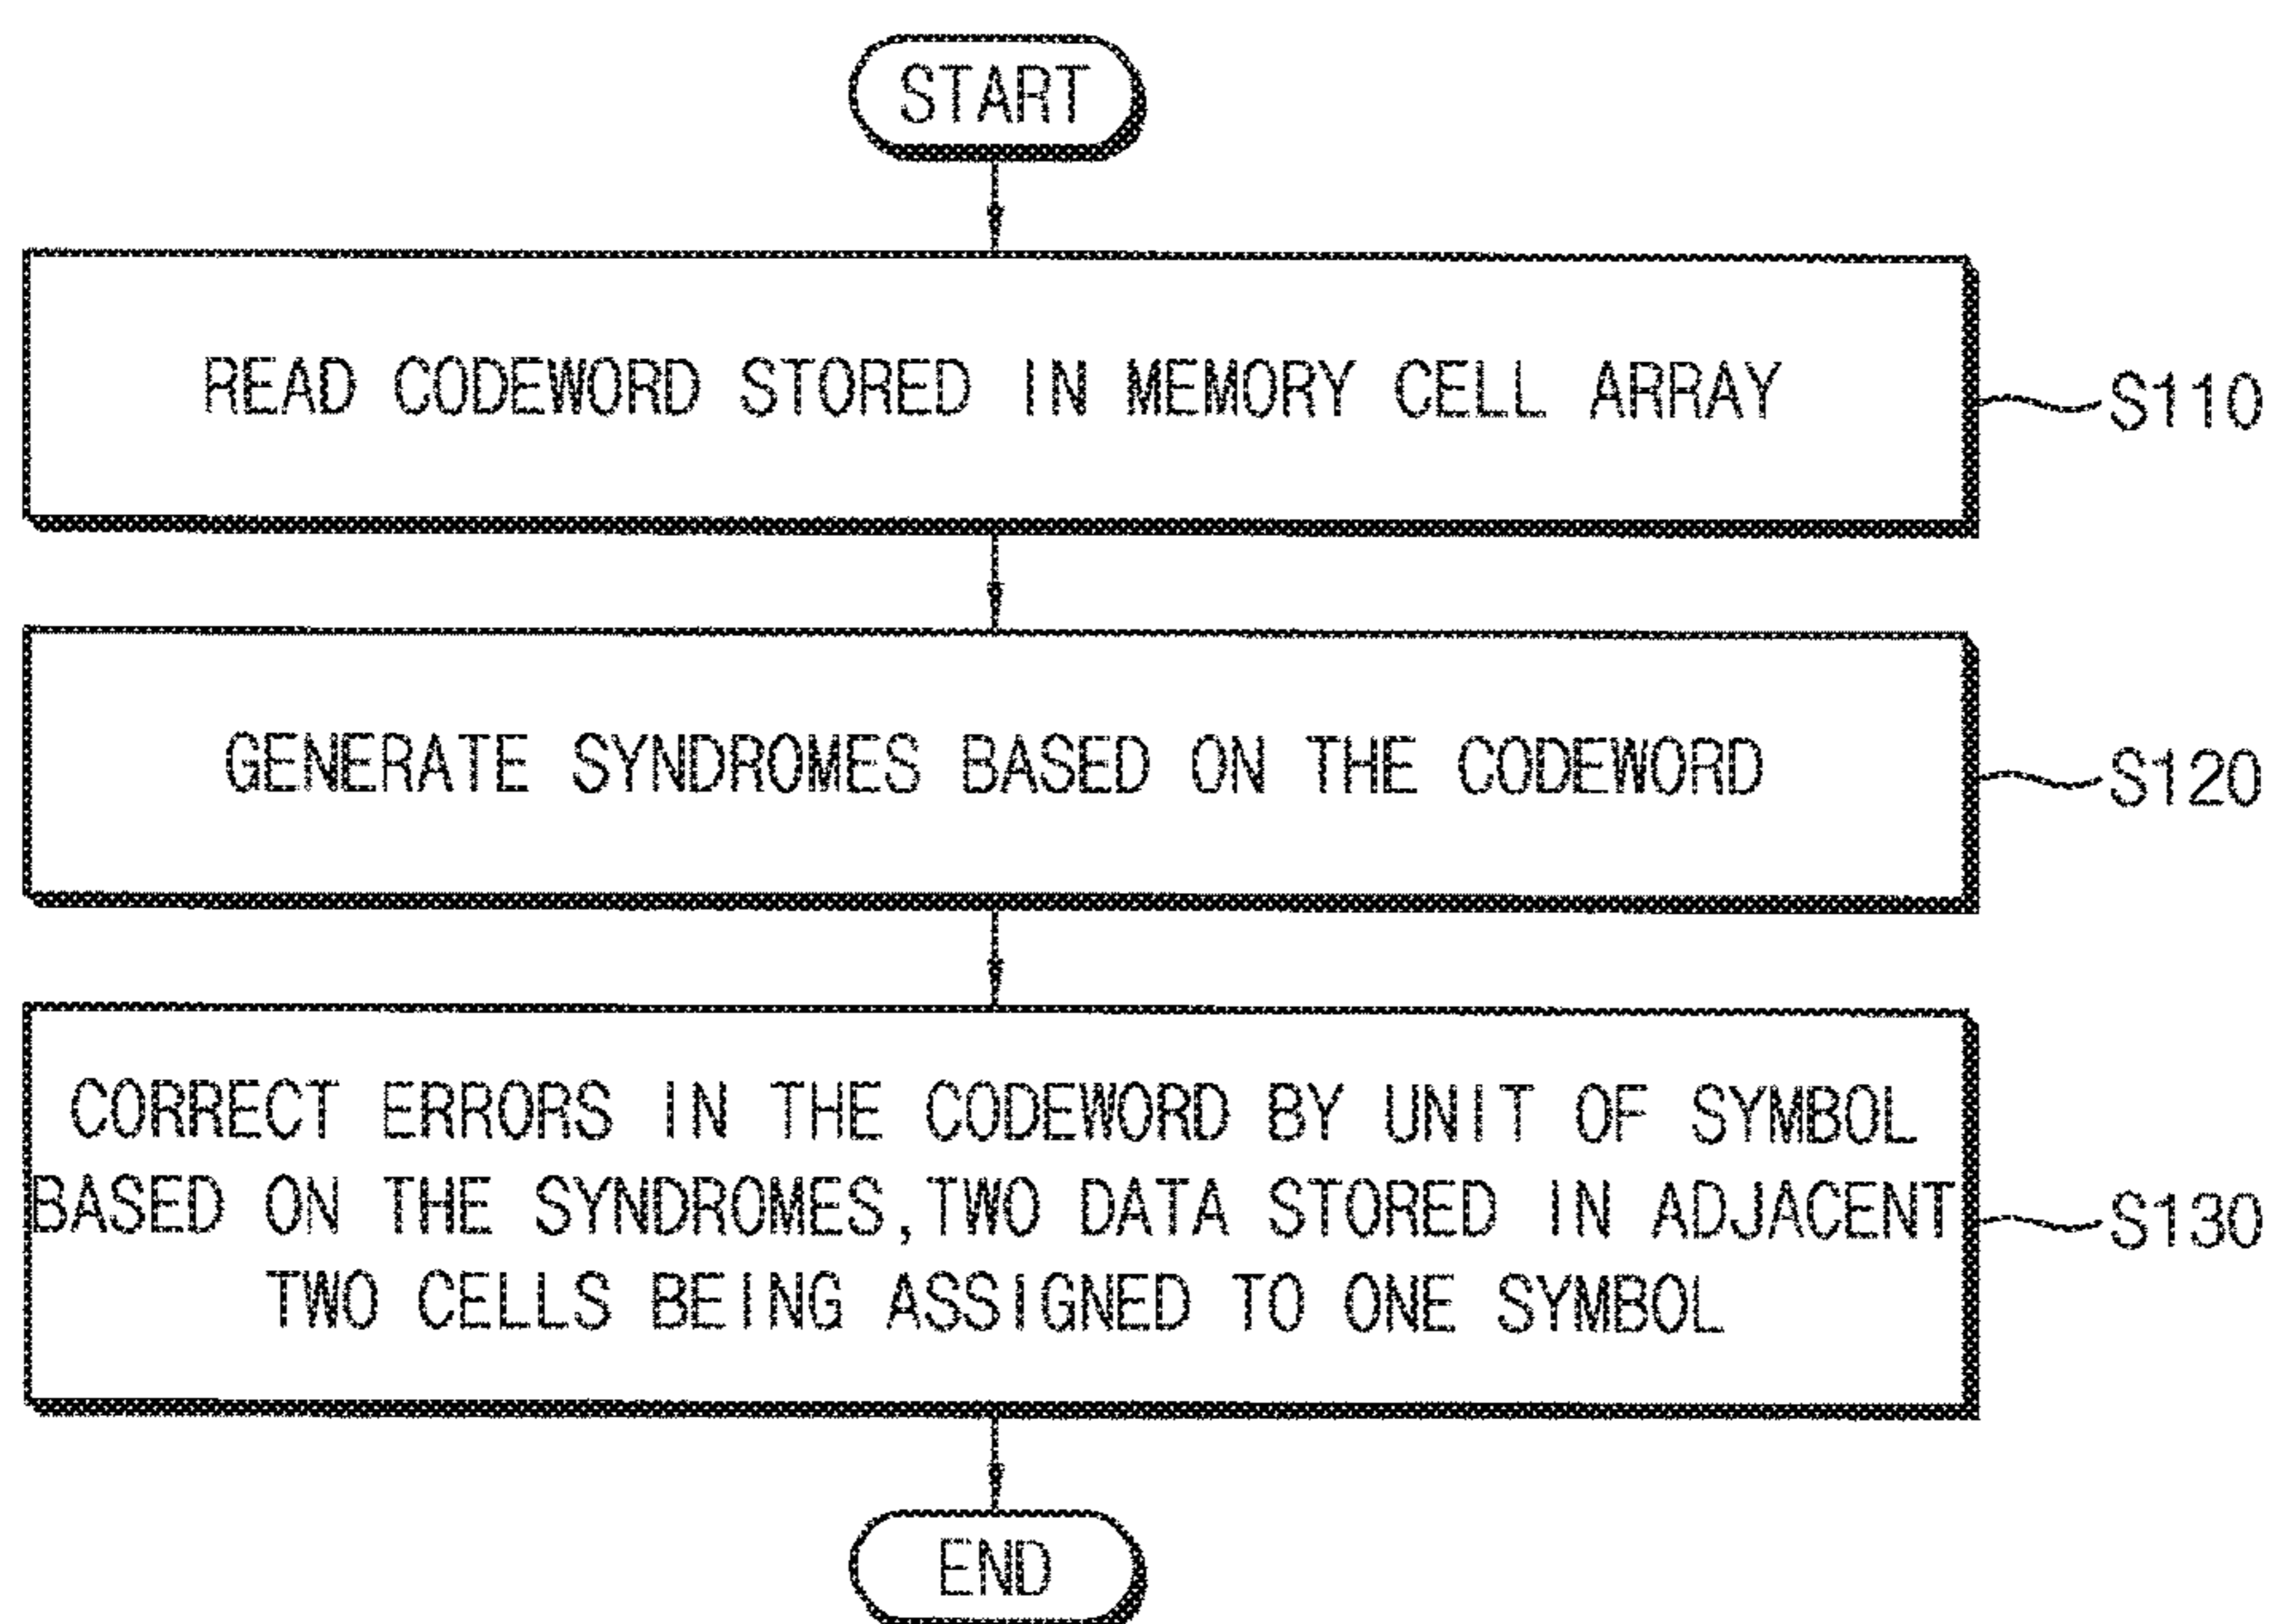 START
READ CODEWORD STORED IN MEMORY CELL ARRAY
S110
GENERATE SYNDROMES BASED ON THE CODEWORD
S120
CORRECT ERRORS IN THE CODEWORD BY UNIT OF SYMBOL
BASED ON THE SYNDROMES, TWO DATA STORED IN ADJACENT
TWO CELLS BEING ASSIGNED TO ONE SYMBOL
S130
END